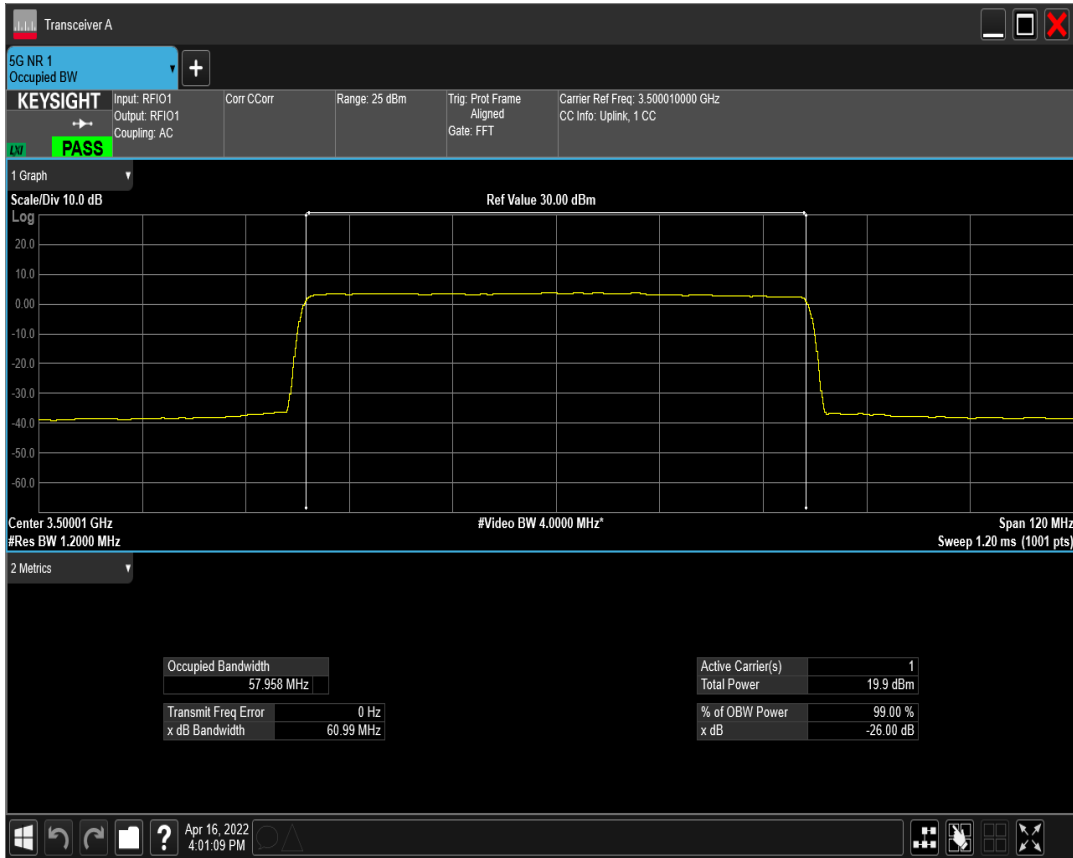 Transceiver A
5G NR 1
Occupied BW
KEYSIGHT
LXI
PASS
Input: RFIO1
Output: RFIO1
Coupling: AC
Corr CCorr
Range: 25 dBm
Trig: Prot Frame
Aligned
Gate: FFT
Carrier Ref Freq: 3.500010000 GHz
CC Info: Uplink, 1 CC
1 Graph
Scale/Div 10.0 dB
Ref Value 30.00 dBm
Log
20.0
10.0
0.00
-10.0
-20.0
-30.0
-40.0
-50.0
-60.0
Center 3.50001 GHz
#Video BW 4.0000 MHz*
Span 120 MHz
#Res BW 1.2000 MHz
Sweep 1.20 ms (1001 pts)
2 Metrics
Occupied Bandwidth
57.958 MHz
Transmit Freq Error 0 Hz
x dB Bandwidth 60.99 MHz
Active Carrier(s) 1
Total Power 19.9 dBm
% of OBW Power 99.00 %
x dB -26.00 dB
?
Apr 16, 2022
4:01:09 PM